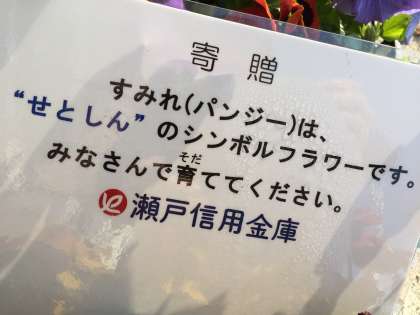 寄贈
すみれ(パンジー)は、
“せとしん”のシンボルフラワーです。
みなさんで育ててください。
そだ
瀬戸信用金庫